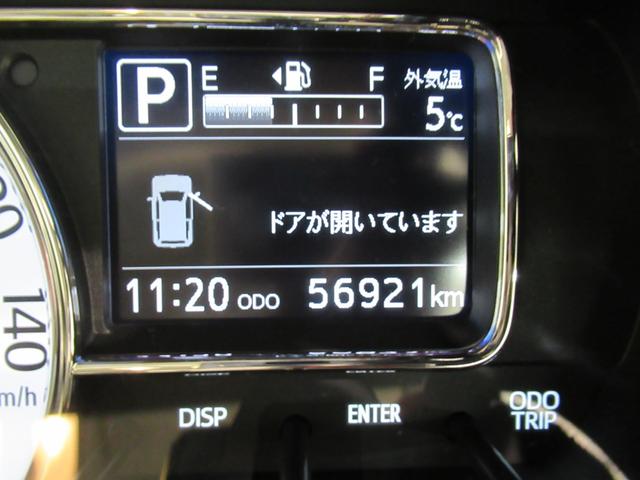 P E F 外気温
5℃
ドアが開いています
11:20 ODO 56921km
140
km/h
DISP ENTER ODO
TRIP